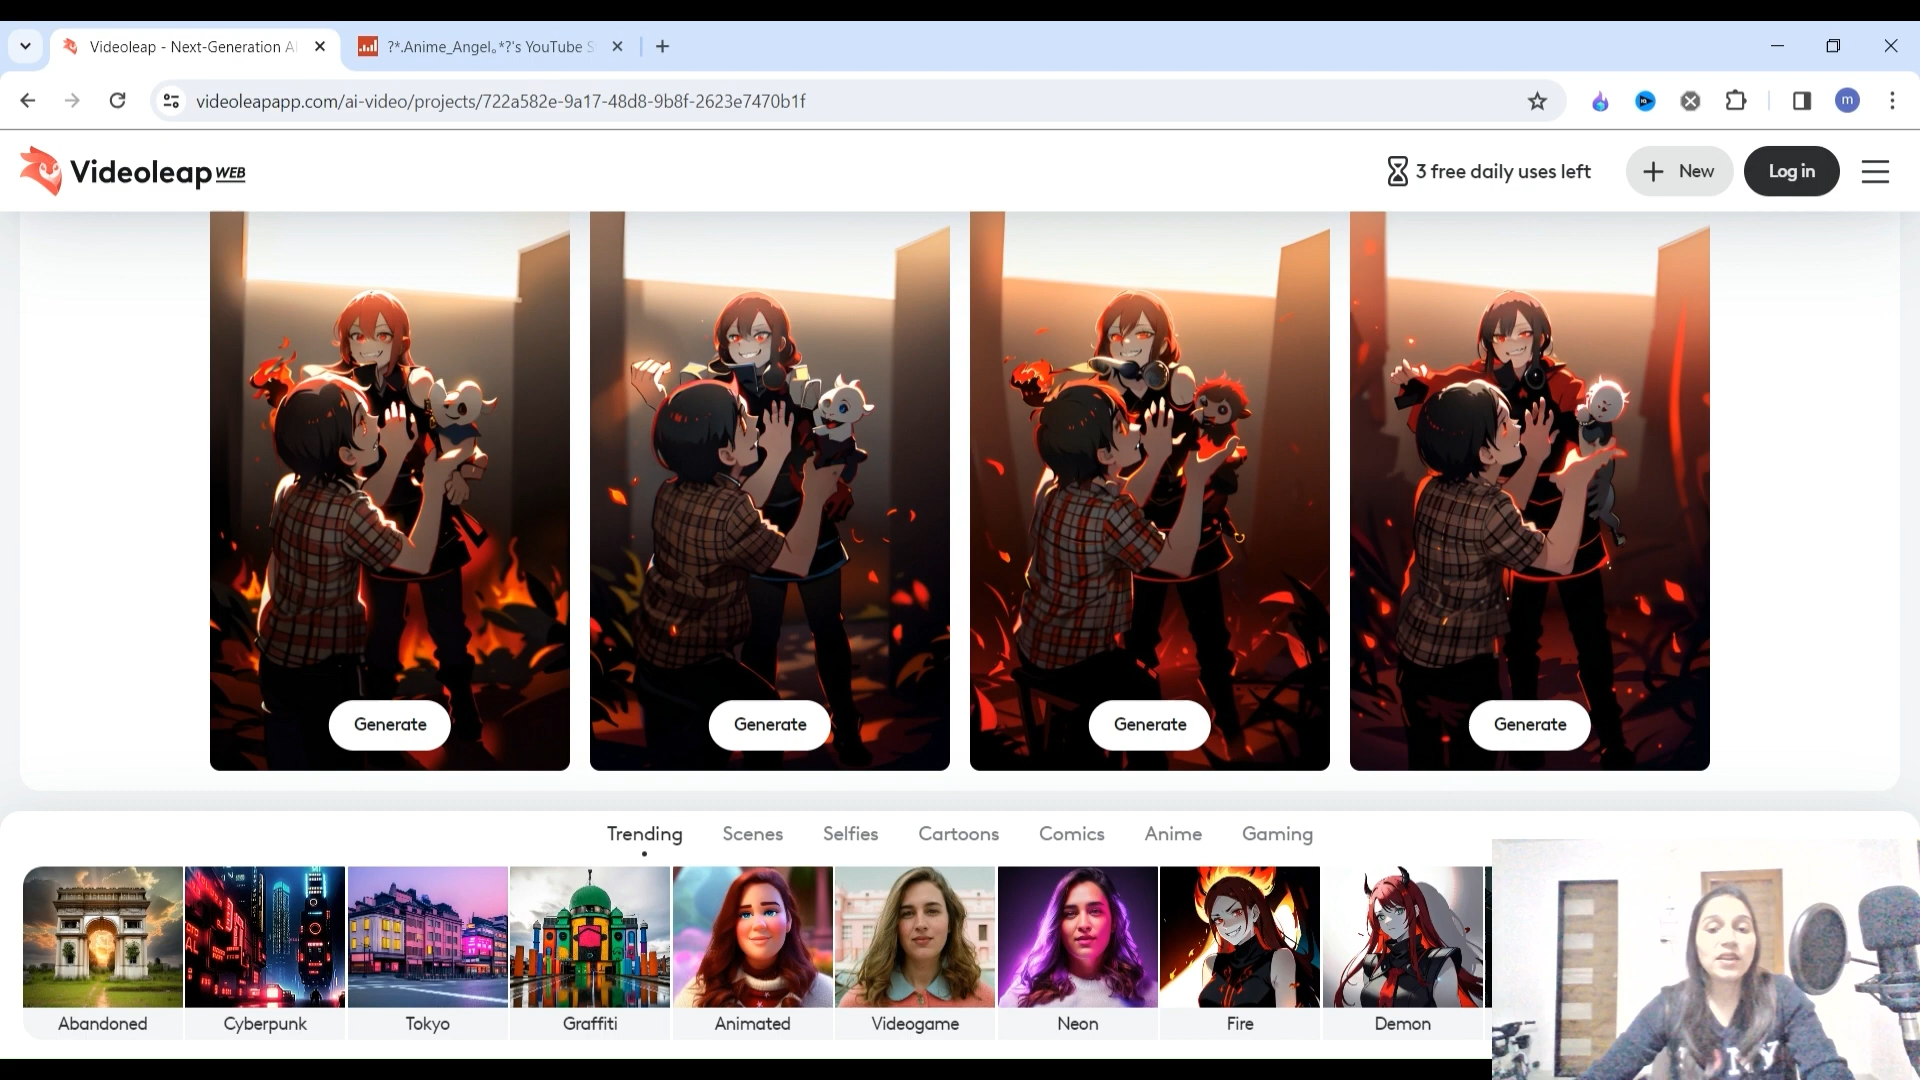 Videoleap - Next-Generation AI
?*.Anime_Angel｡*?'s YouTube S
videoleapapp.com/ai-video/projects/722a582e-9a17-48d8-9b8f-2623e7470b1f
m
Videoleap WEB
3 free daily uses left
New
Log in
Generate
Generate
Generate
Generate
Trending
Scenes
Selfies
Cartoons
Comics
Anime
Gaming
Abandoned
Cyberpunk
Tokyo
Graffiti
Animated
Videogame
Neon
Fire
Demon